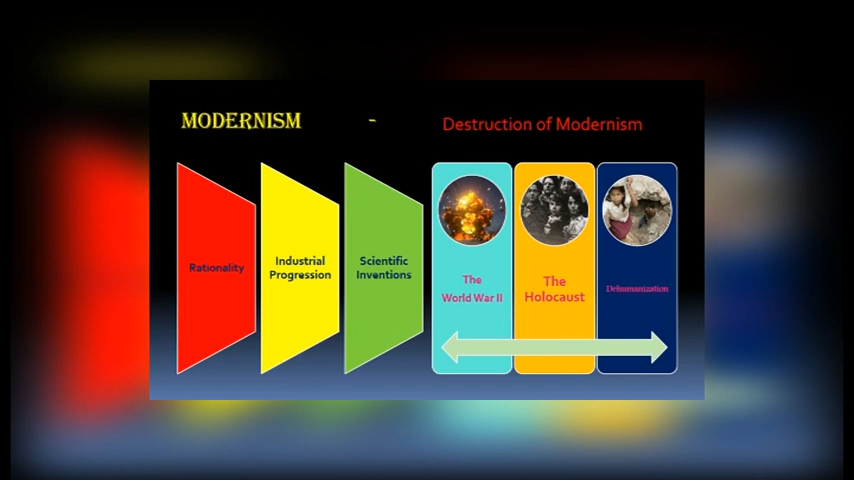 MODERNISM - Destruction of Modernism
Rationality
Industrial
Progression
Scientific
Inventions
The
World War II
The
Holocaust
Dehumanization